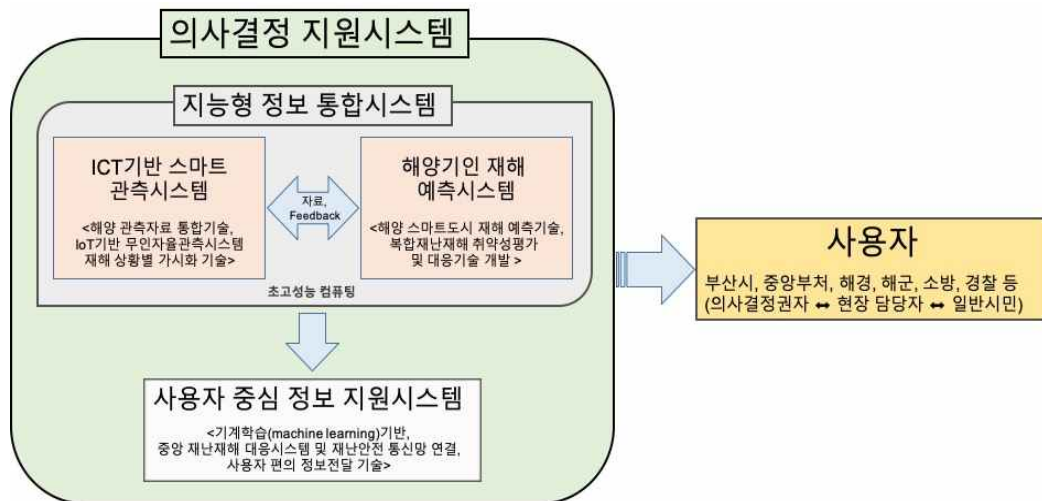 의사결정 지원시스템
지능형 정보 통합시스템
ICT기반 스마트
관측시스템
<해양 관측자료 통합기술,
IoT기반 무인자율관측시스템
재해 상황별 가시화 기술>
자료,
Feedback
해양기인 재해
예측시스템
<해양 스마트도시 재해 예측기술,
복합재난재해 취약성평가
및 대응기술 개발 >
초고성능 컴퓨팅
사용자 중심 정보 지원시스템
<기계학습(machine learning)기반,
중앙 재난재해 대응시스템 및 재난안전 통신망 연결,
사용자 편의 정보전달 기술>
사용자
부산시, 중앙부처, 해경, 해군, 소방, 경찰 등
(의사결정권자 ↔ 현장 담당자 ↔ 일반시민)